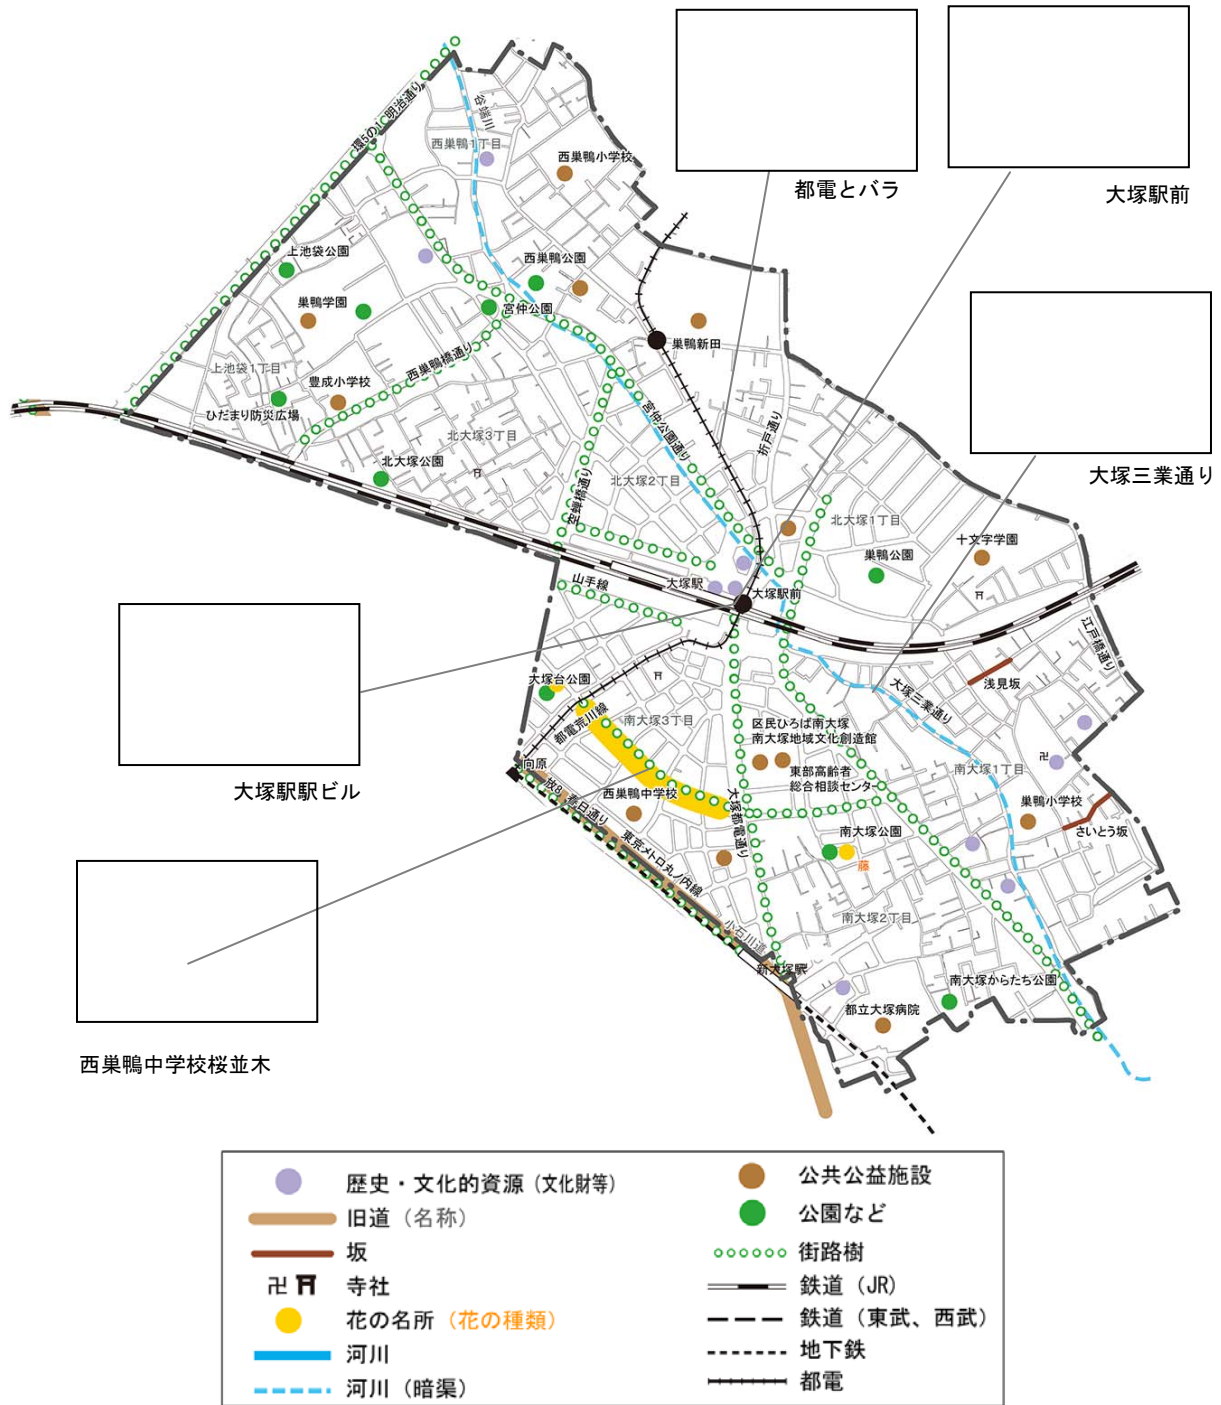 都電とバラ
大塚駅前
大塚三業通り
大塚駅駅ビル
西巣鴨中学校桜並木
環5の1 明治通り
谷端川
西巣鴨1丁目
西巣鴨小学校
上池袋公園
西巣鴨公園
巣鴨学園
宮仲公園
巣鴨新田
西巣鴨橋通り
上池袋1丁目
豊成小学校
ひだまり防災広場
宮仲公園通り
折戸通り
北大塚3丁目
北大塚公園
北大塚2丁目
空蝉橋通り
北大塚1丁目
十文字学園
巣鴨公園
山手線
大塚駅
大塚駅前
江戸橋通り
浅見坂
大塚台公園
大塚三業通り
都電荒川線
南大塚3丁目
区民ひろば南大塚
南大塚地域文化創造館
東部高齢者
総合相談センター
南大塚1丁目
卍
向原
放8 春日通り
西巣鴨中学校
大塚都電通り
巣鴨小学校
さいとう坂
東京メトロ丸ノ内線
南大塚公園
藤
小石川道
南大塚2丁目
新大塚駅
南大塚からたち公園
都立大塚病院
歴史・文化的資源(文化財等)
旧道(名称)
坂
卍 寺社
花の名所(花の種類)
河川
河川(暗渠)
公共公益施設
公園など
街路樹
鉄道(JR)
鉄道(東武、西武)
地下鉄
都電